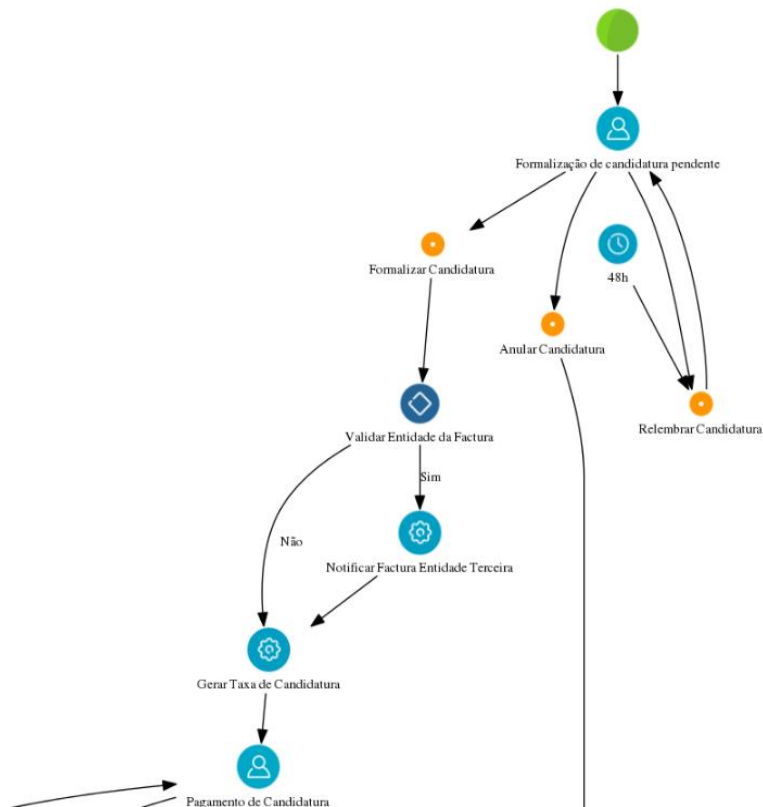 Formalização de candidatura pendente
Formalizar Candidatura
48h
Anular Candidatura
Relembrar Candidatura
Validar Entidade da Factura
Sim
Não
Notificar Factura Entidade Terceira
Gerar Taxa de Candidatura
Pagamento de Candidatura